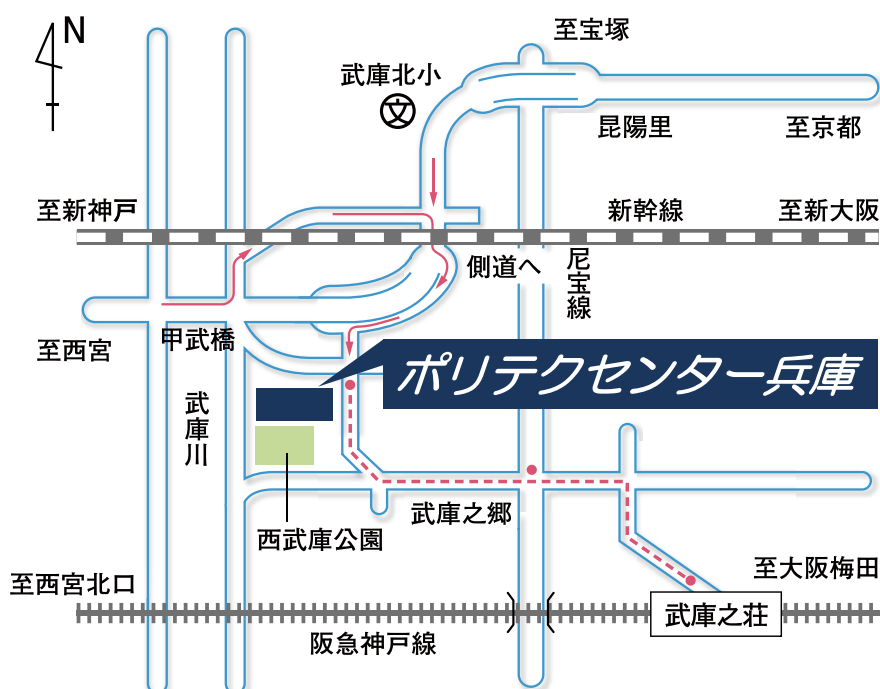 N
至宝塚
武庫北小
文
昆陽里
至京都
至新神戸
新幹線
至新大阪
側道へ
尼宝線
至西宮
甲武橋
ポリテクセンター兵庫
武庫川
武庫之郷
西武庫公園
至西宮北口
至大阪梅田
武庫之荘
阪急神戸線